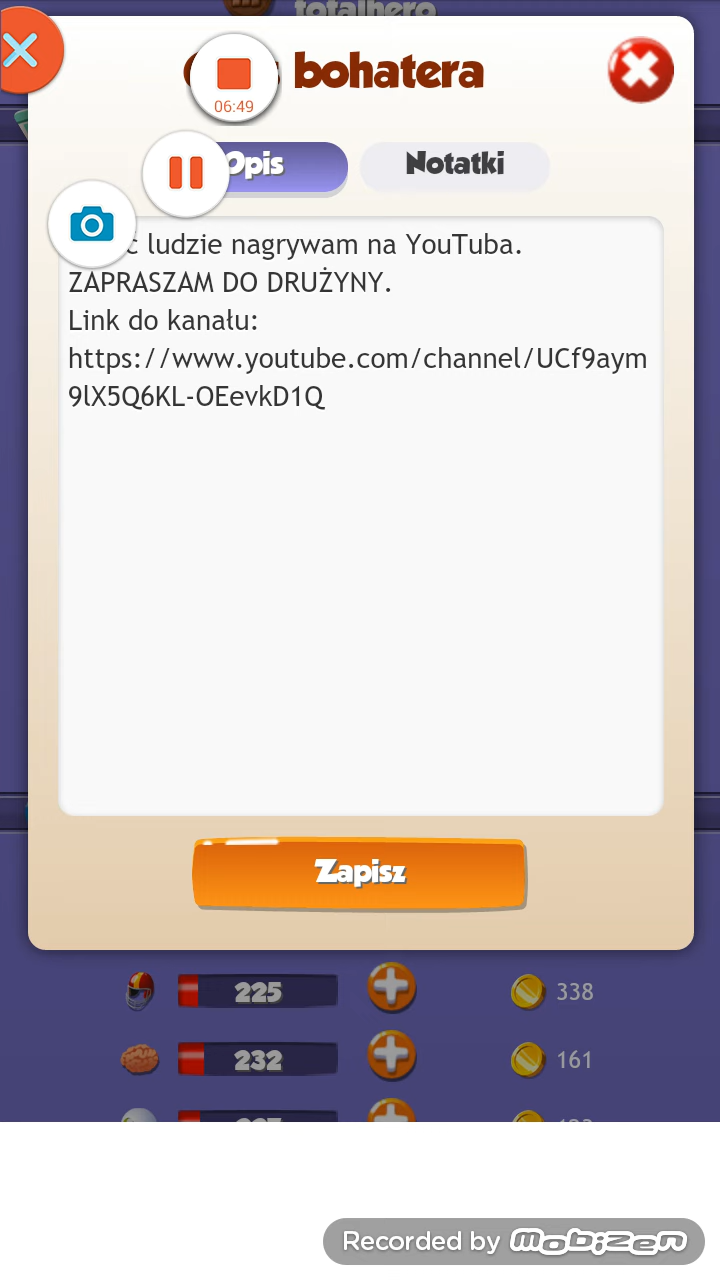 totalhero
bohatera
06:49
Opis
Notatki
ludzie nagrywam na YouTuba.
ZAPRASZAM DO DRUŻYNY.
Link do kanału:
https://www.youtube.com/channel/UCf9aym
9lX5Q6KL-OEevkD1Q
Zapisz
225
338
232
161
Recorded by mobizen